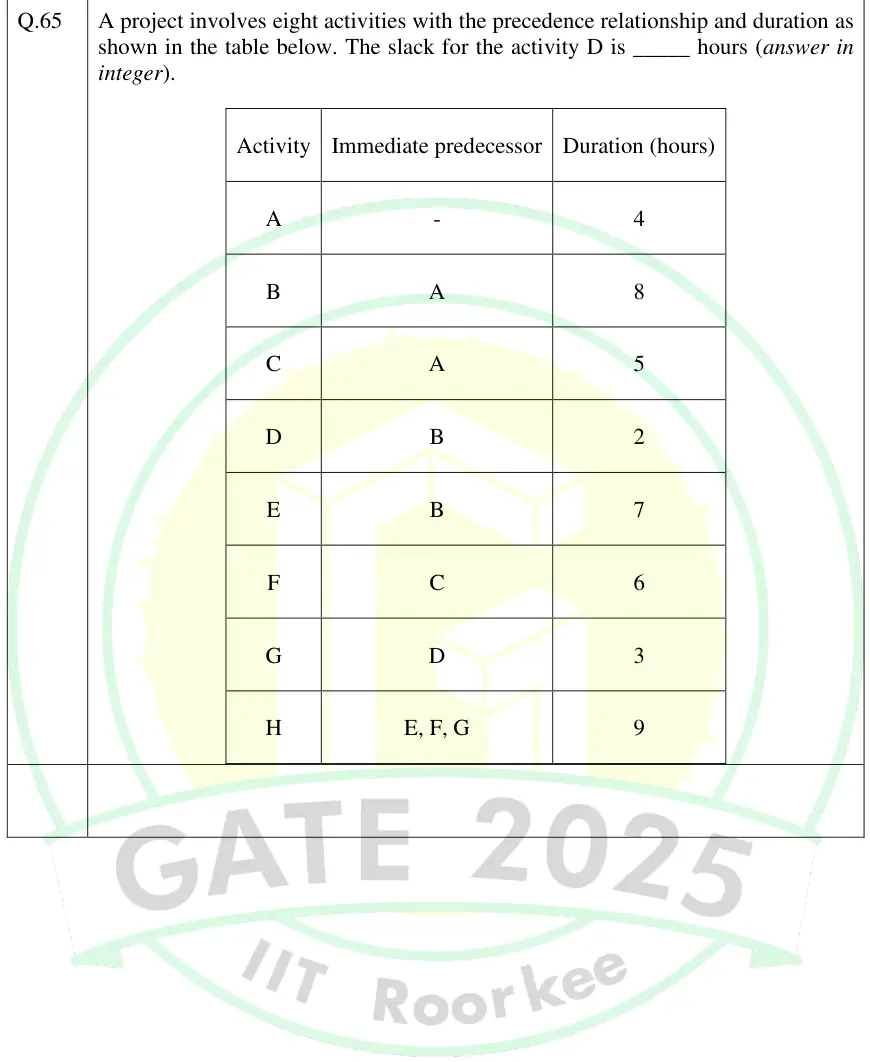 Q.65 A project involves eight activities with the precedence relationship and duration as
shown in the table below. The slack for the activity D is _____ hours (answer in
integer).
Activity Immediate predecessor Duration (hours)
A - 4
B A 8
C A 5
D B 2
E B 7
F C 6
G D 3
H E, F, G 9
GATE 2025
IIT Roorkee